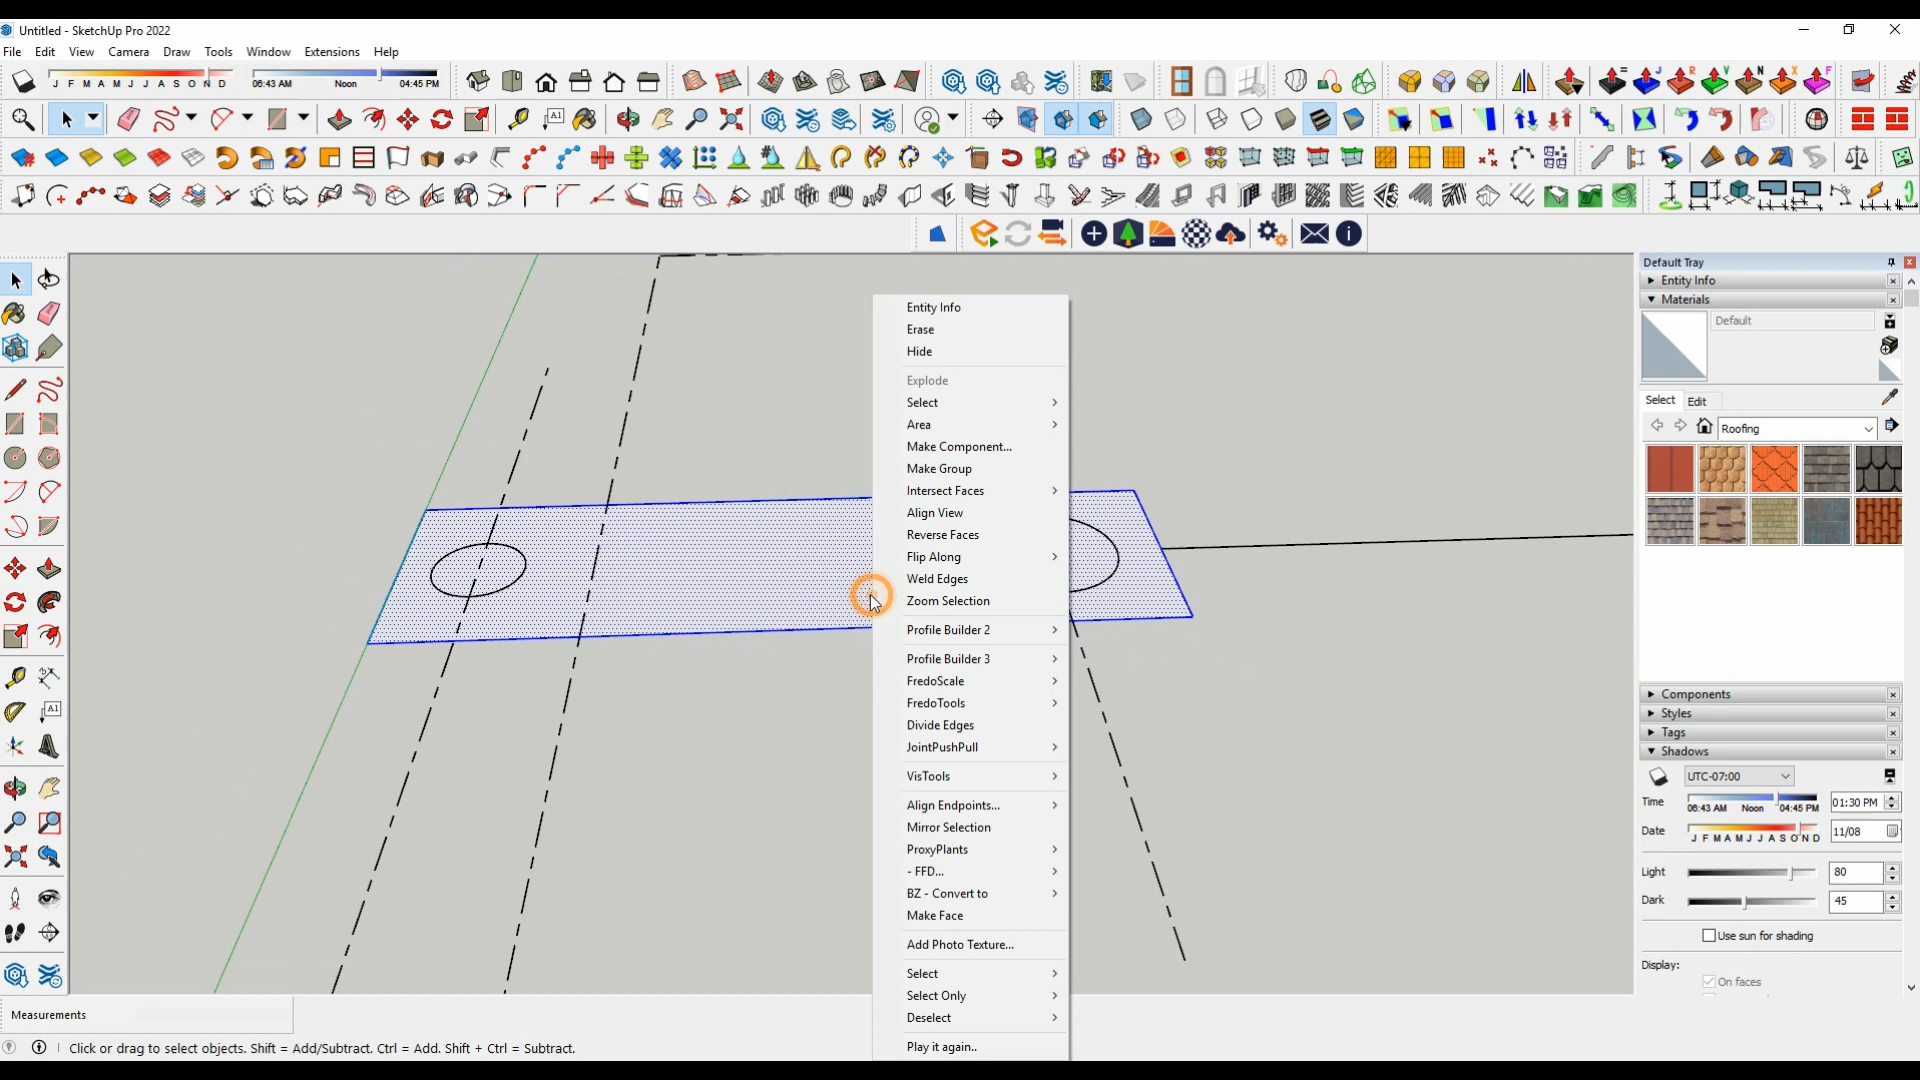 Untitled - SketchUp Pro 2022
File Edit View Camera Draw Tools Window Extensions Help
J F M A M J J A S O N D 06:43 AM Noon 04:45 PM
A1
Default Tray
Entity Info
Materials
Default
Select Edit
Roofing
Components
Styles
Tags
Shadows
UTC-07:00
Time 06:43 AM Noon 04:45 PM 01:30 PM
Date J F M A M J J A S O N D 11/08
Light 80
Dark 45
Use sun for shading
Display:
On faces
A1
Entity Info
Erase
Hide
Explode
Select
Area
Make Component...
Make Group
Intersect Faces
Align View
Reverse Faces
Flip Along
Weld Edges
Zoom Selection
Profile Builder 2
Profile Builder 3
FredoScale
FredoTools
Divide Edges
JointPushPull
VisTools
Align Endpoints...
Mirror Selection
ProxyPlants
- FFD...
BZ - Convert to
Make Face
Add Photo Texture...
Select
Select Only
Deselect
Play it again..
Measurements
Click or drag to select objects. Shift = Add/Subtract. Ctrl = Add. Shift + Ctrl = Subtract.